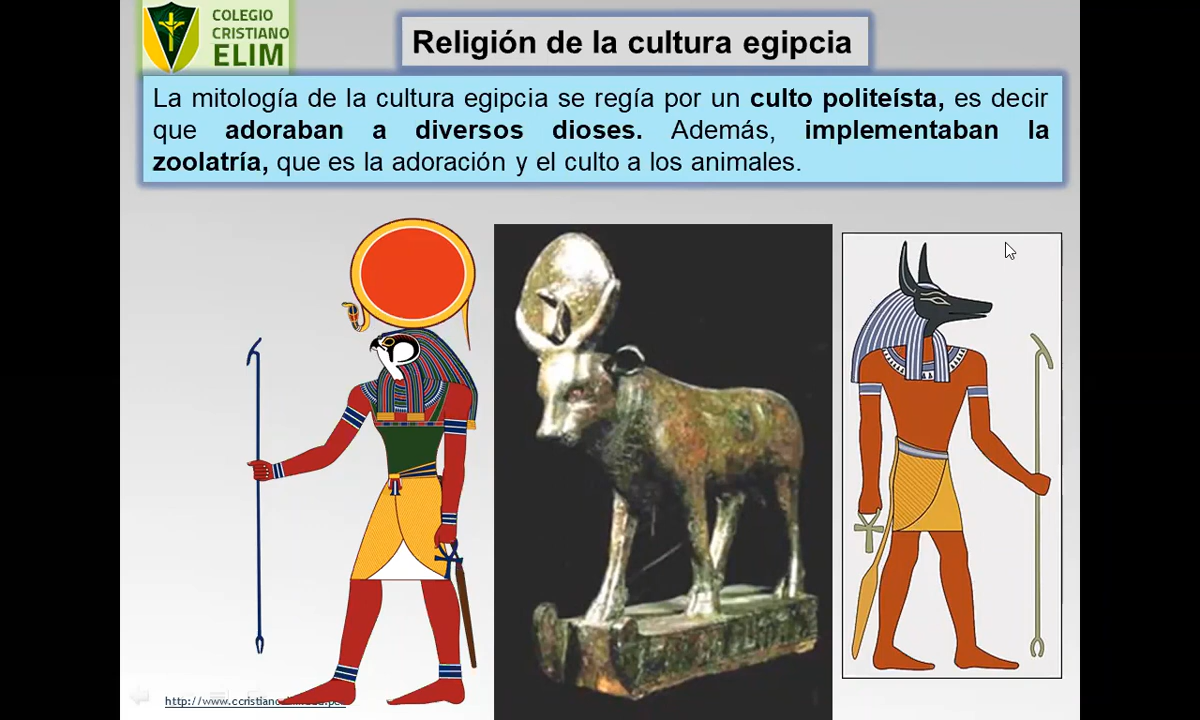 COLEGIO
CRISTIANO
ELIM
Religión de la cultura egipcia
La mitología de la cultura egipcia se regía por un culto politeísta, es decir
que adoraban a diversos dioses. Además, implementaban la
zoolatría, que es la adoración y el culto a los animales.